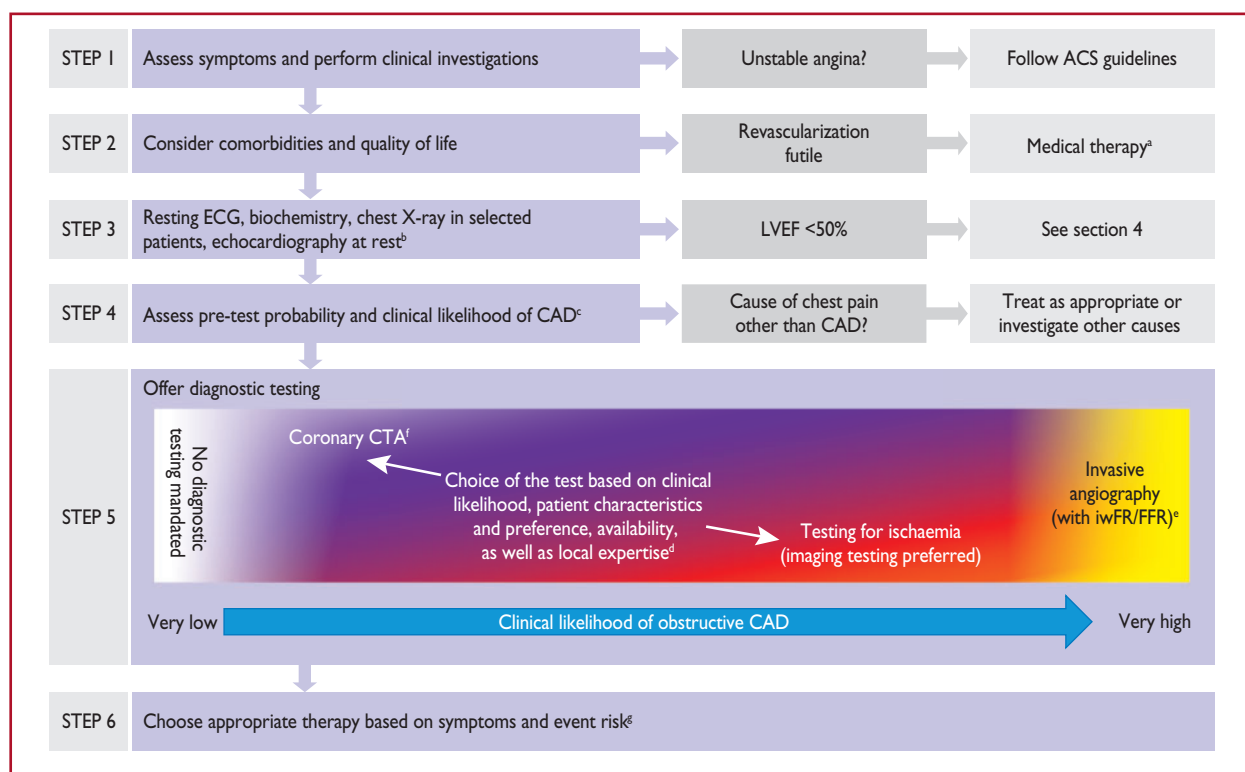 STEP 1
Assess symptoms and perform clinical investigations
Unstable angina?
Follow ACS guidelines
STEP 2
Consider comorbidities and quality of life
Revascularization
futile
Medical therapyᵃ
STEP 3
Resting ECG, biochemistry, chest X-ray in selected
patients, echocardiography at restᵇ
LVEF <50%
See section 4
STEP 4
Assess pre-test probability and clinical likelihood of CADᶜ
Cause of chest pain
other than CAD?
Treat as appropriate or
investigate other causes
STEP 5
Offer diagnostic testing
No diagnostic
testing mandated
Coronary CTAᶠ
Choice of the test based on clinical
likelihood, patient characteristics
and preference, availability,
as well as local expertiseᵈ
Testing for ischaemia
(imaging testing preferred)
Invasive
angiography
(with iwFR/FFR)ᵉ
Very low
Clinical likelihood of obstructive CAD
Very high
STEP 6
Choose appropriate therapy based on symptoms and event riskᵍ